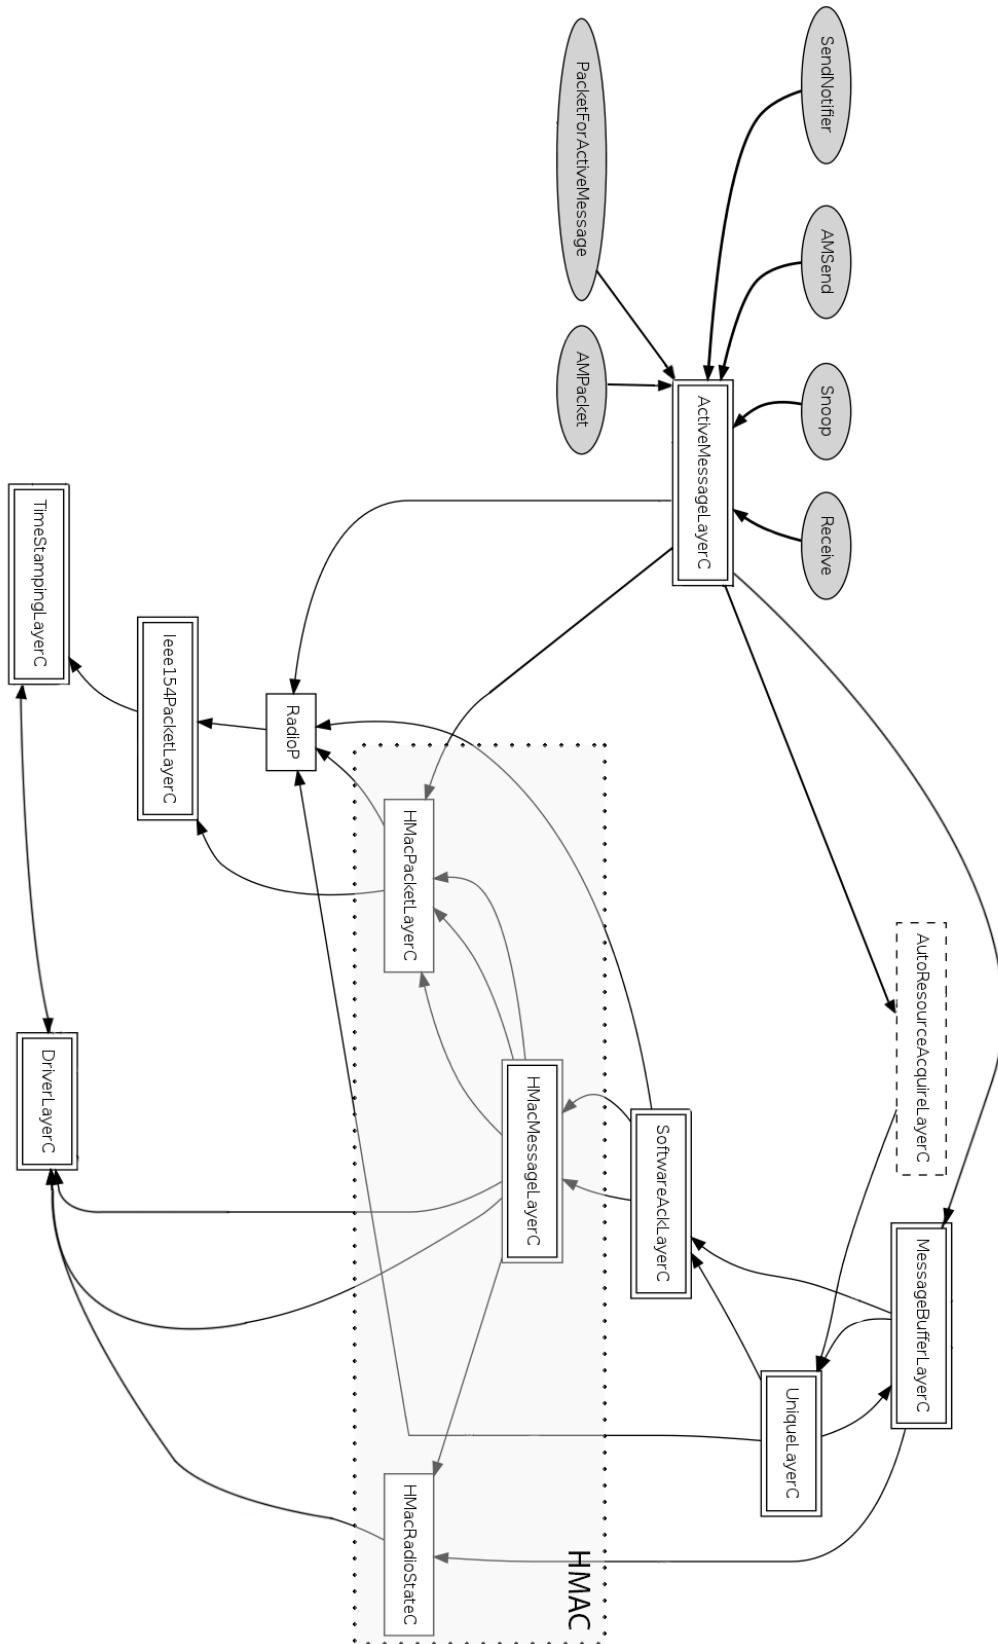 SendNotifier
AMSend
Snoop
Receive
PacketForActiveMessage
AMPacket
ActiveMessageLayerC
AutoResourceAcquireLayerC
MessageBufferLayerC
UniqueLayerC
SoftwareAckLayerC
HMAC
HMacMessageLayerC
HMacPacketLayerC
HMacRadioStateC
RadioP
Ieee154PacketLayerC
TimeStampingLayerC
DriverLayerC